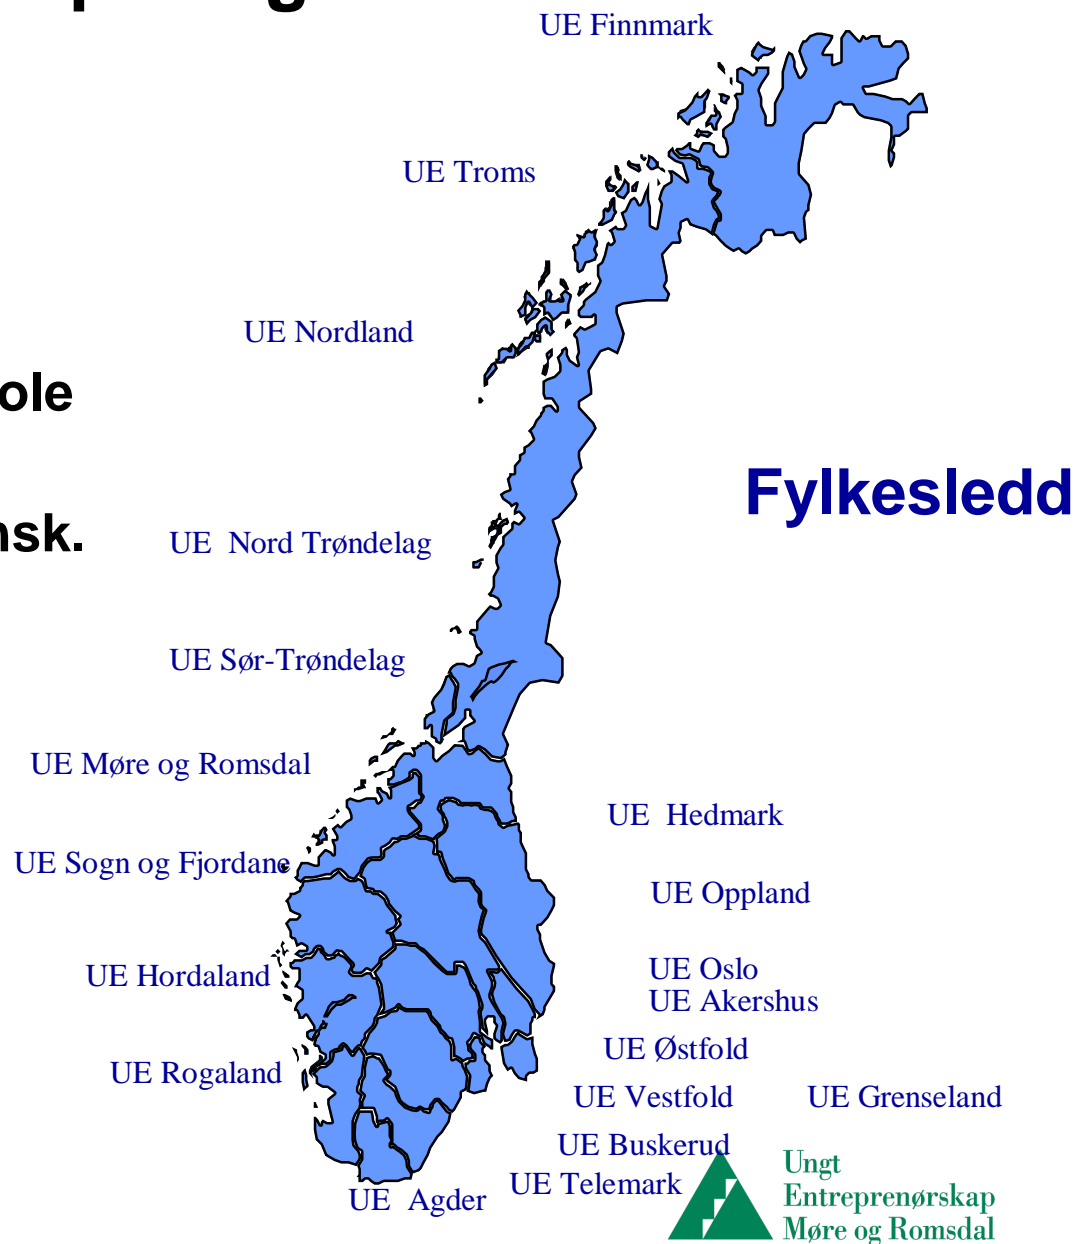 UE Finnmark
UE Troms
UE Nordland
ole
Fylkesledd
nsk.
UE Nord Trøndelag
UE Sør-Trøndelag
UE Møre og Romsdal
UE Hedmark
UE Sogn og Fjordane
UE Oppland
UE Hordaland
UE Oslo
UE Akershus
UE Østfold
UE Rogaland
UE Vestfold
UE Grenseland
UE Buskerud
UE Telemark
UE Agder
Ungt
Entreprenørskap
Møre og Romsdal